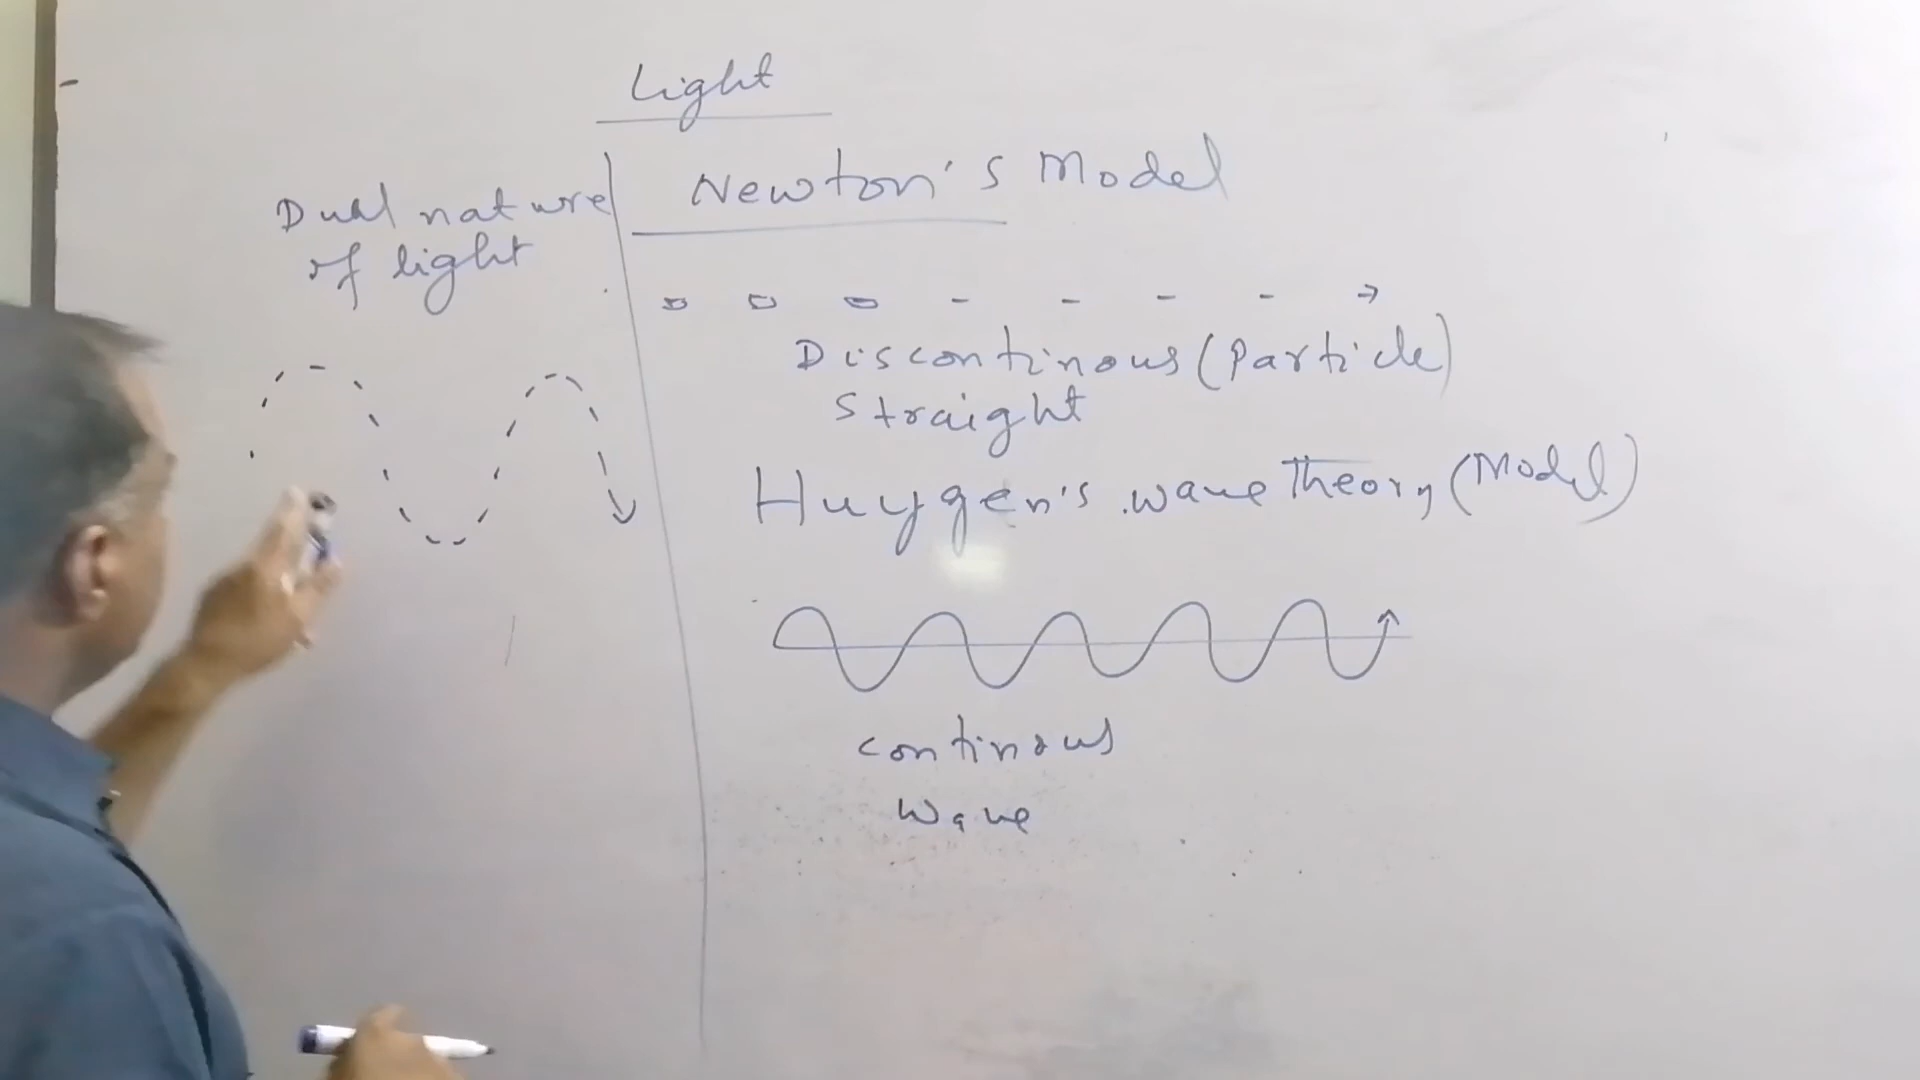 Light
Dual nature
of light
Newton's Model
Discontinous (Particle)
Straight
Huygen's wave Theory (Model)
continous
wave